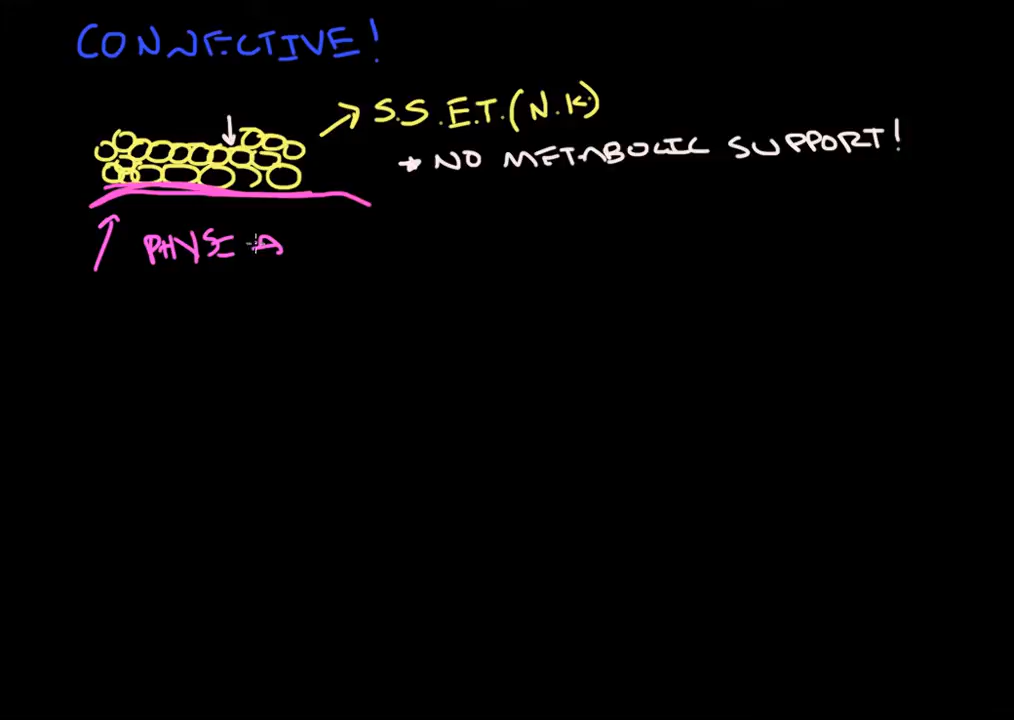 CONNECTIVE!
S.S.E.T.(N.K)
* NO METABOLIC SUPPORT!